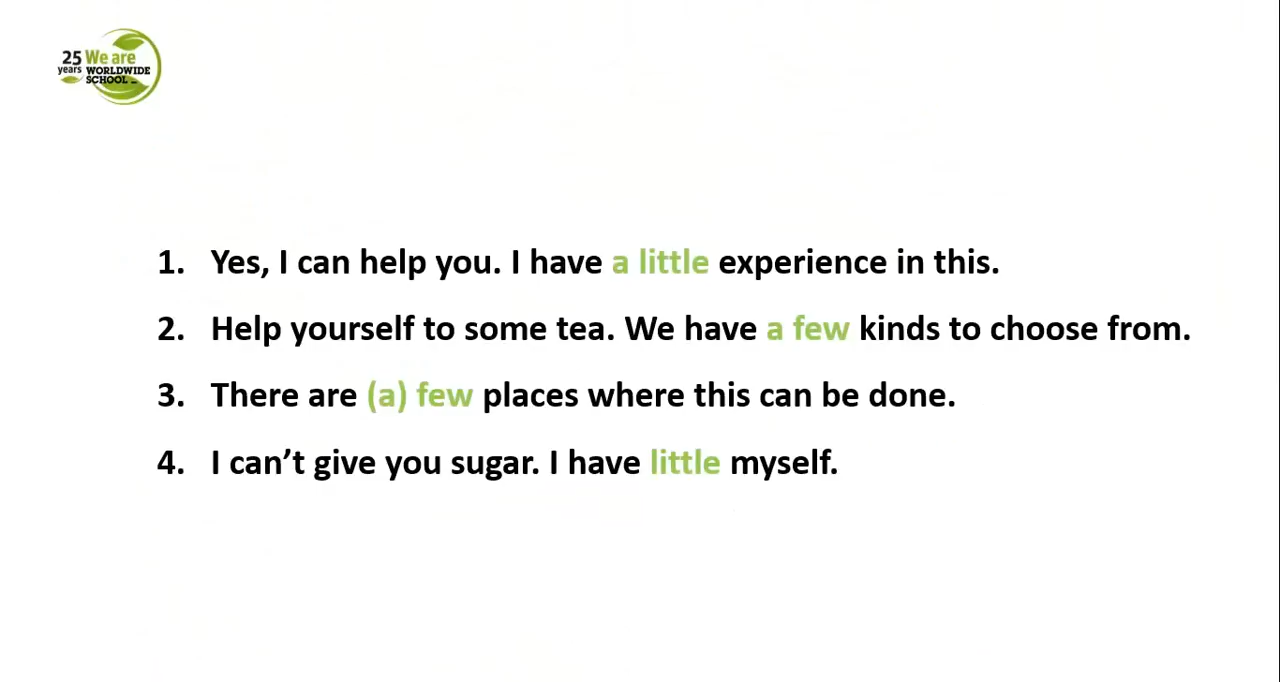 25 We are
years WORLDWIDE
SCHOOL
1. Yes, I can help you. I have a little experience in this.
2. Help yourself to some tea. We have a few kinds to choose from.
3. There are (a) few places where this can be done.
4. I can’t give you sugar. I have little myself.